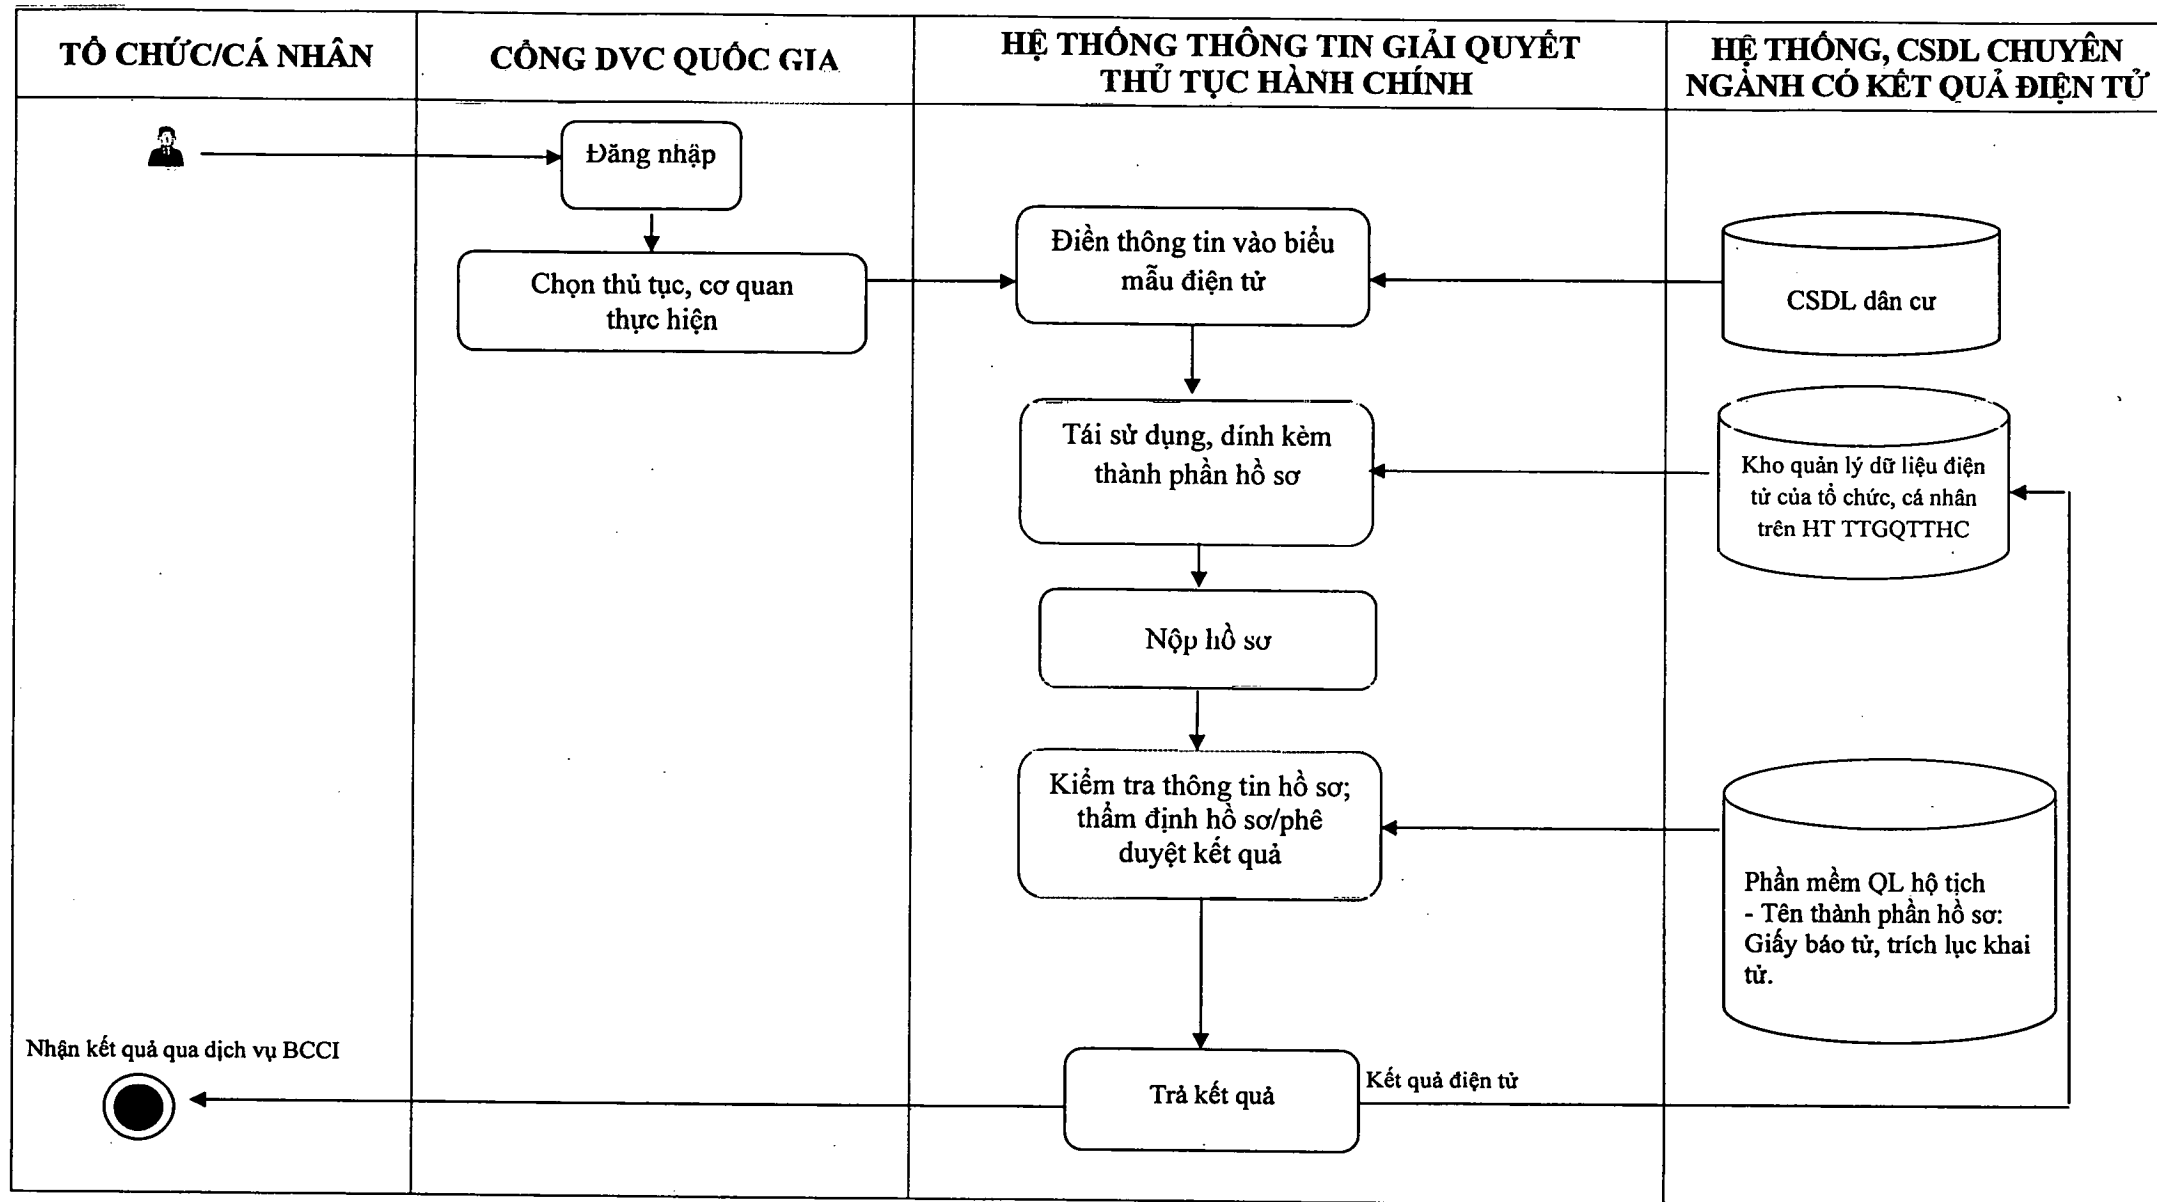 TỔ CHỨC/CÁ NHÂN
CỔNG DVC QUỐC GIA
HỆ THỐNG THÔNG TIN GIẢI QUYẾT
THỦ TỤC HÀNH CHÍNH
HỆ THỐNG, CSDL CHUYÊN
NGÀNH CÓ KẾT QUẢ ĐIỆN TỬ
Đăng nhập
Chọn thủ tục, cơ quan
thực hiện
Điền thông tin vào biểu
mẫu điện tử
CSDL dân cư
Tái sử dụng, dính kèm
thành phần hồ sơ
Kho quản lý dữ liệu điện
tử của tổ chức, cá nhân
trên HT TTGQTTHC
Nộp hồ sơ
Kiểm tra thông tin hồ sơ;
thẩm định hồ sơ/phê
duyệt kết quả
Phần mềm QL hộ tịch
- Tên thành phần hồ sơ:
Giấy báo tử, trích lục khai
tử.
Nhận kết quả qua dịch vụ BCCI
Trả kết quả
Kết quả điện tử